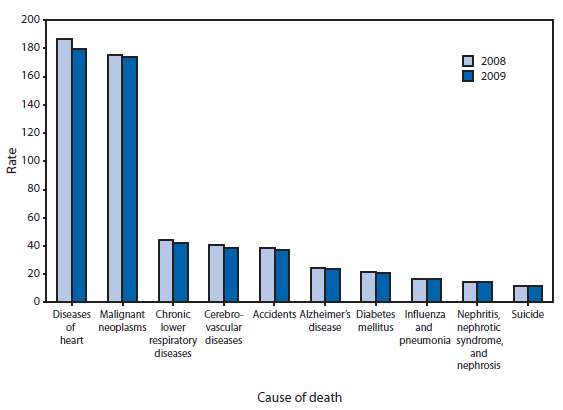 200
180
160
140
120
100
80
60
40
20
0
Rate
2008
2009
Diseases
of
heart
Malignant
neoplasms
Chronic
lower
respiratory
diseases
Cerebro-
vascular
diseases
Accidents
Alzheimer's
disease
Diabetes
mellitus
Influenza
and
pneumonia
Nephritis,
nephrotic
syndrome,
and
nephrosis
Suicide
Cause of death